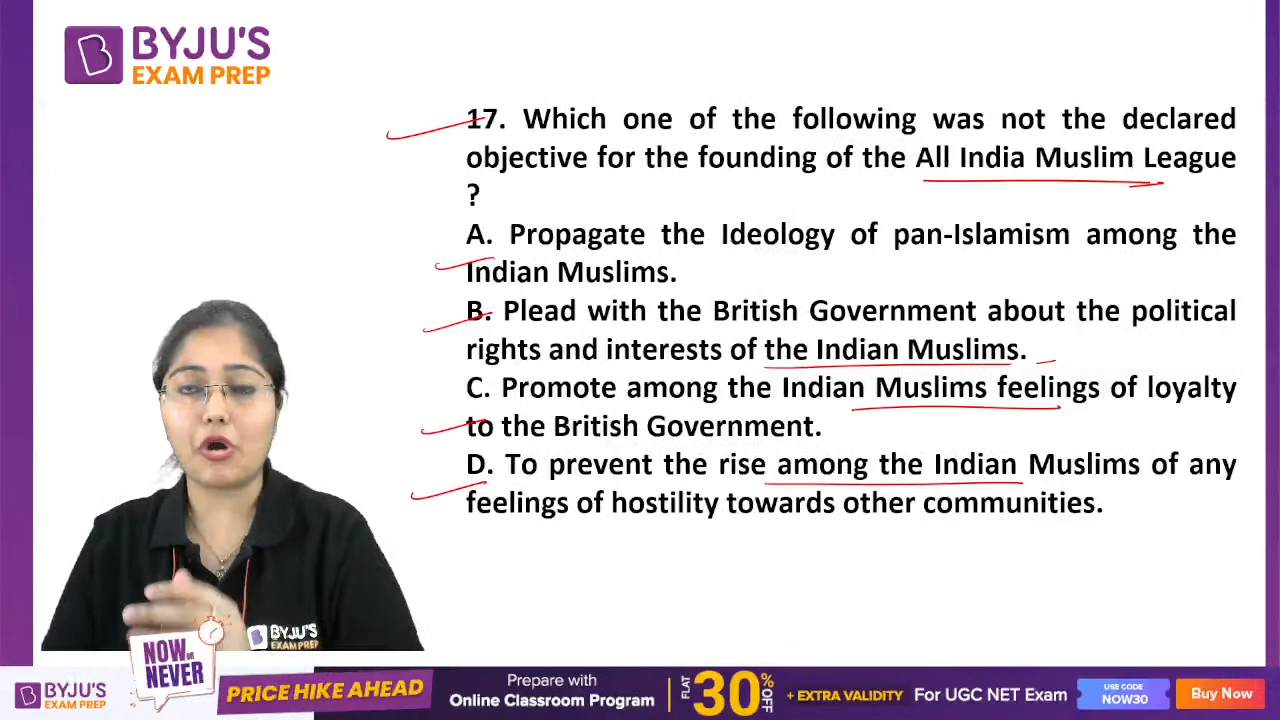 BYJU'S
EXAM PREP
17. Which one of the following was not the declared
objective for the founding of the All India Muslim League
?
A. Propagate the Ideology of pan-Islamism among the
Indian Muslims.
B. Plead with the British Government about the political
rights and interests of the Indian Muslims.
C. Promote among the Indian Muslims feelings of loyalty
to the British Government.
D. To prevent the rise among the Indian Muslims of any
feelings of hostility towards other communities.
BYJU'S
EXAM PREP
NOW OR
NEVER
BYJU'S
EXAM PREP
PRICE HIKE AHEAD
Prepare with
Online Classroom Program
FLAT 30% OFF
+ EXTRA VALIDITY
For UGC NET Exam
USE CODE
NOW30
Buy Now